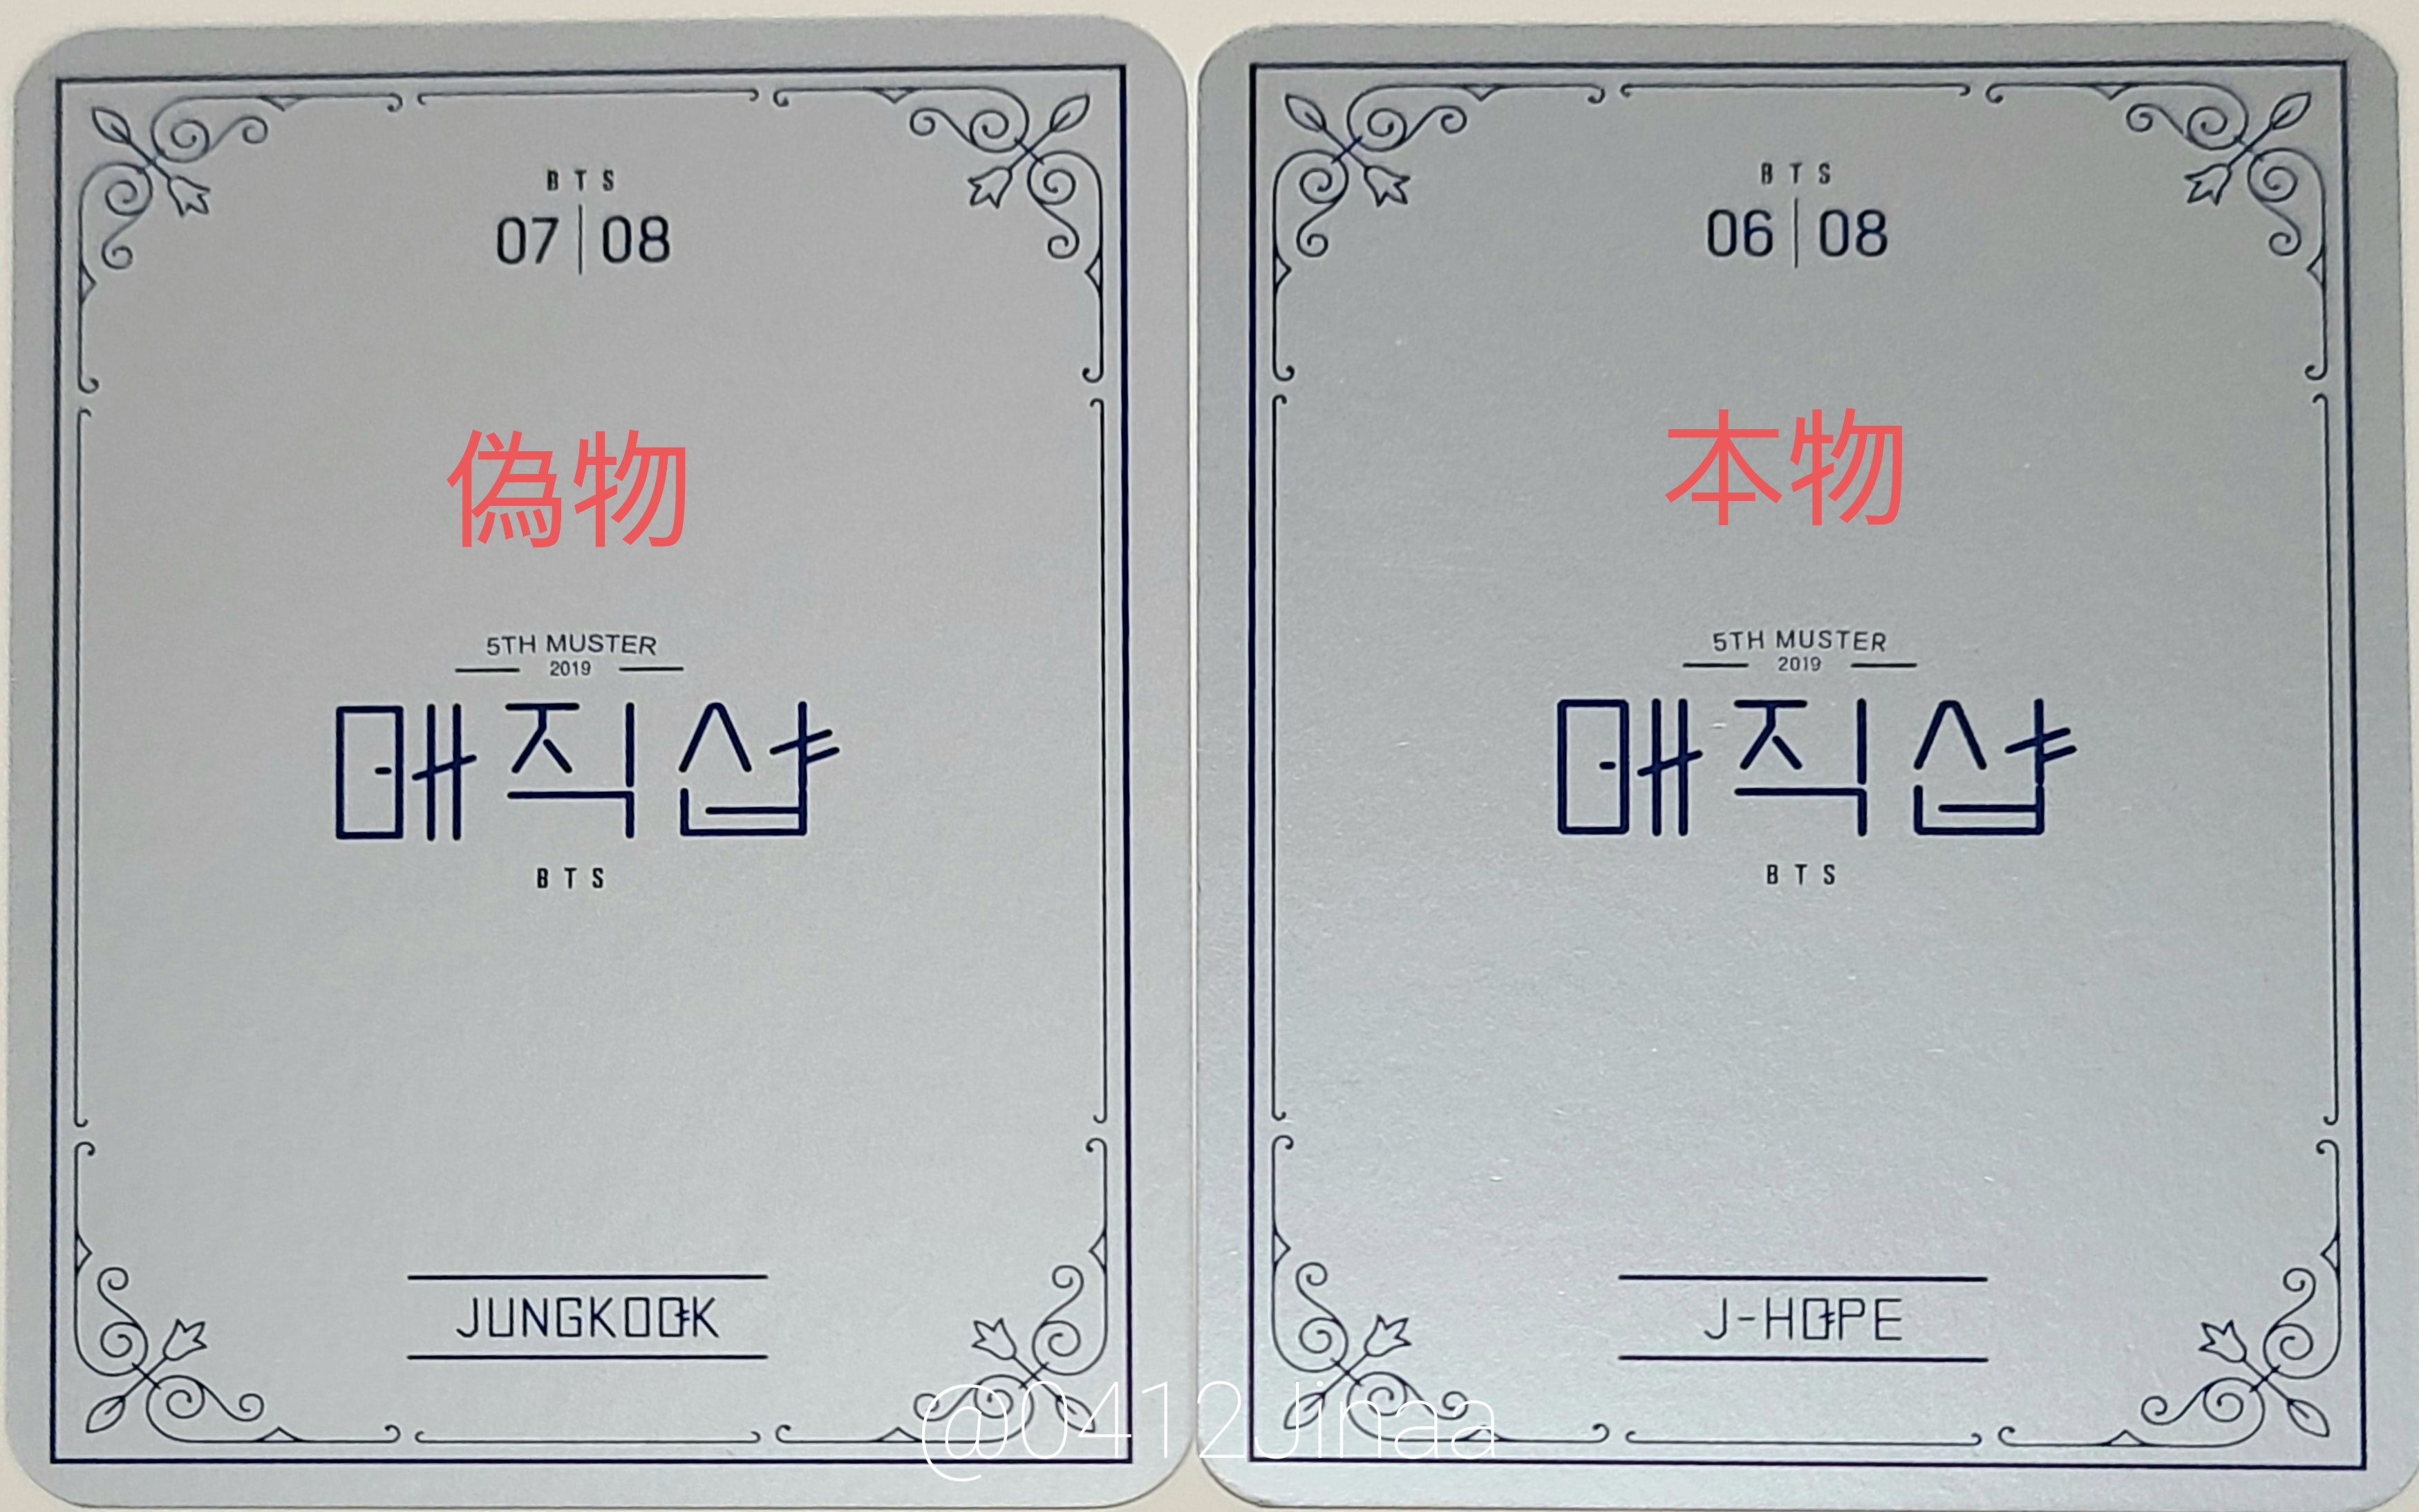 BTS
07|08
偽物
5TH MUSTER
2019
매직샵
BTS
JUNGKOOK
BTS
06|08
本物
5TH MUSTER
2019
매직샵
BTS
J-HOPE
@0412Jinaa